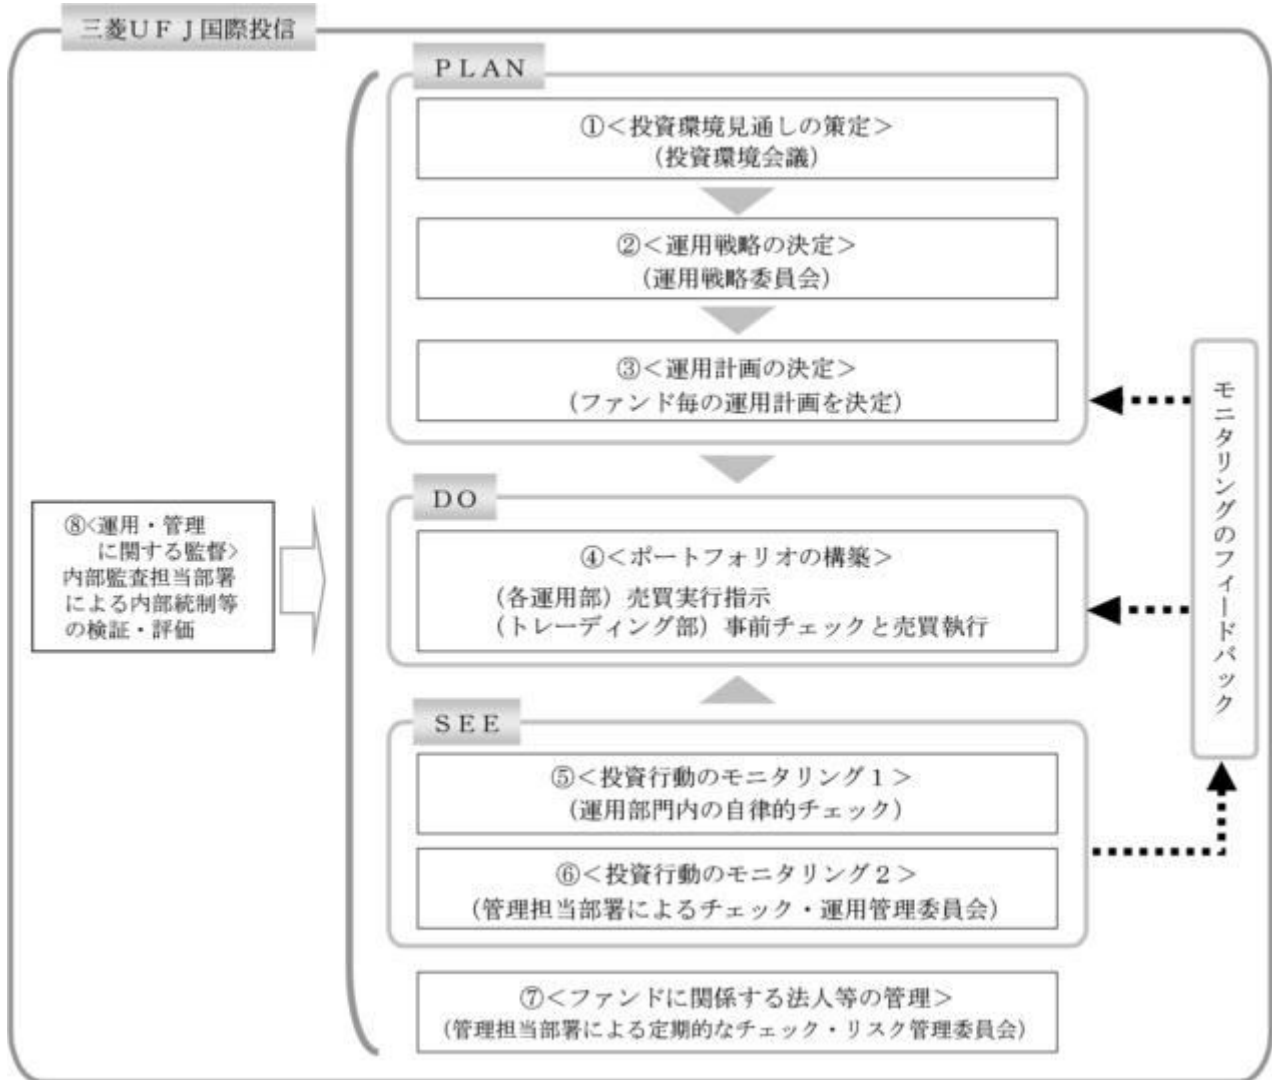 三菱ＵＦＪ国際投信
ＰＬＡＮ
①＜投資環境見通しの策定＞
（投資環境会議）
②＜運用戦略の決定＞
（運用戦略委員会）
③＜運用計画の決定＞
（ファンド毎の運用計画を決定）
ＤＯ
④＜ポートフォリオの構築＞
（各運用部）売買実行指示
（トレーディング部）事前チェックと売買執行
ＳＥＥ
⑤＜投資行動のモニタリング１＞
（運用部門内の自律的チェック）
⑥＜投資行動のモニタリング２＞
（管理担当部署によるチェック・運用管理委員会）
⑦＜ファンドに関係する法人等の管理＞
（管理担当部署による定期的なチェック・リスク管理委員会）
⑧＜運用・管理
に関する監督＞
内部監査担当部署
による内部統制等
の検証・評価
モニタリングのフィードバック